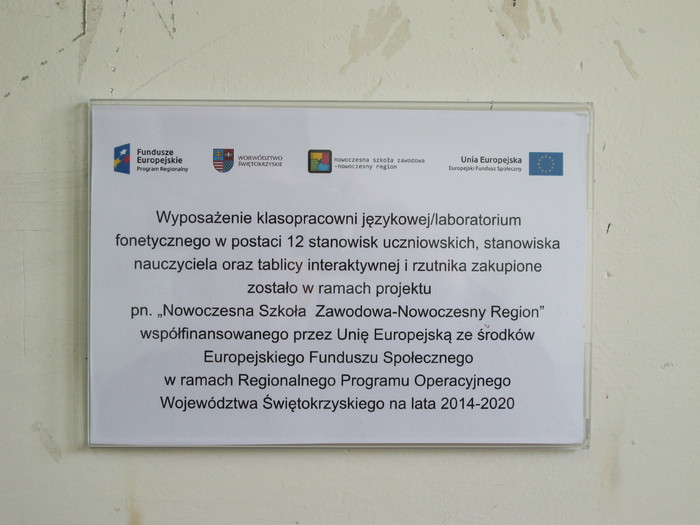 Fundusze
Europejskie
Program Regionalny
WOJEWÓDZTWO
ŚWIĘTOKRZYSKIE
nowoczesna szkoła zawodowa
-nowoczesny region
Unia Europejska
Europejski Fundusz Społeczny
Wyposażenie klasopracowni językowej/laboratorium
fonetycznego w postaci 12 stanowisk uczniowskich, stanowiska
nauczyciela oraz tablicy interaktywnej i rzutnika zakupione
zostało w ramach projektu
pn. „Nowoczesna Szkoła  Zawodowa-Nowoczesny Region”
współfinansowanego przez Unię Europejską ze środków
Europejskiego Funduszu Społecznego
w ramach Regionalnego Programu Operacyjnego
Województwa Świętokrzyskiego na lata 2014-2020